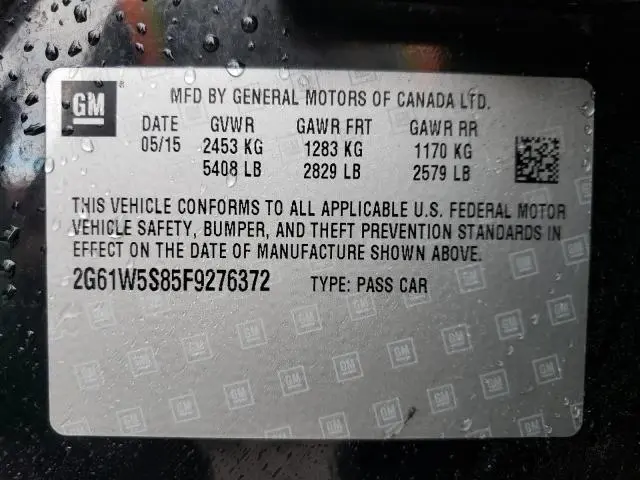 GM ®
MFD BY GENERAL MOTORS OF CANADA LTD.
DATE GVWR GAWR FRT GAWR RR
05/15 2453 KG 1283 KG 1170 KG
5408 LB 2829 LB 2579 LB
THIS VEHICLE CONFORMS TO ALL APPLICABLE U.S. FEDERAL MOTOR
VEHICLE SAFETY, BUMPER, AND THEFT PREVENTION STANDARDS IN
EFFECT ON THE DATE OF MANUFACTURE SHOWN ABOVE.
2G61W5S85F9276372 TYPE: PASS CAR